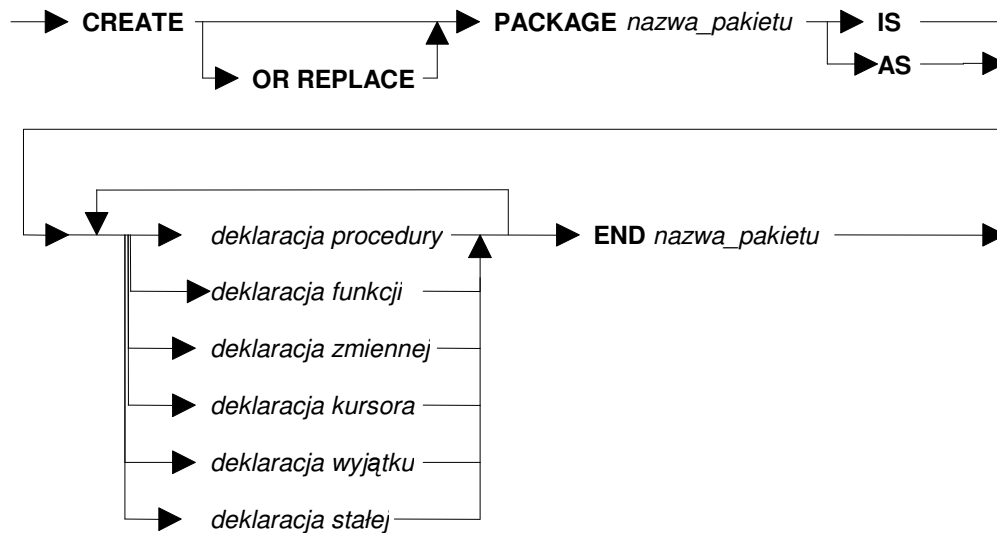 CREATE PACKAGE nazwa_pakietu IS
OR REPLACE AS
deklaracja procedury END nazwa_pakietu
deklaracja funkcji
deklaracja zmiennej
deklaracja kursora
deklaracja wyjątku
deklaracja stałej